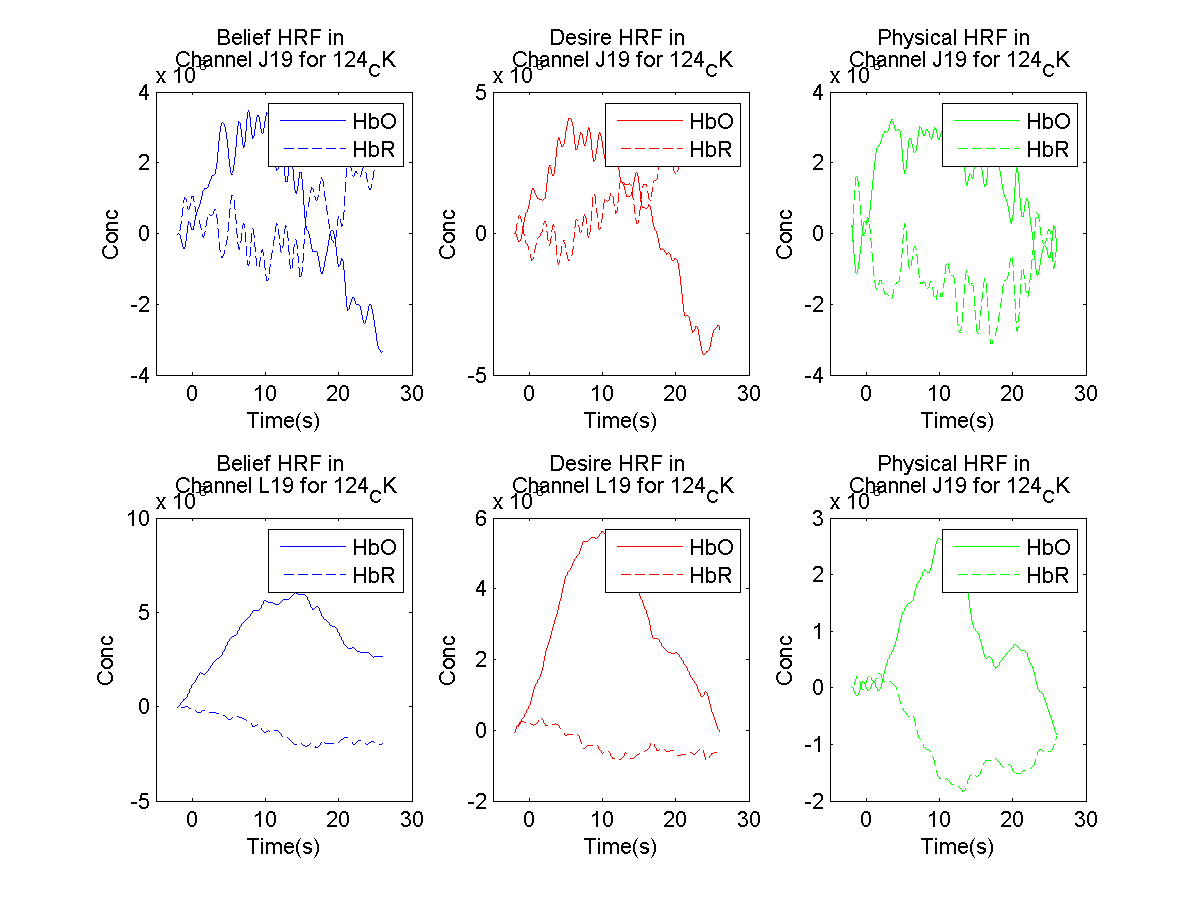 Belief HRF in
Channel J19 for 124CK
x 10
4
2
0
-2
-4
0 10 20 30
Conc
Time(s)
HbO
HbR
Desire HRF in
Channel J19 for 124CK
x 10
5
0
-5
0 10 20 30
Conc
Time(s)
HbO
HbR
Physical HRF in
Channel J19 for 124CK
x 10
4
2
0
-2
-4
0 10 20 30
Conc
Time(s)
HbO
HbR
Belief HRF in
Channel L19 for 124CK
x 10
10
5
0
-5
0 10 20 30
Conc
Time(s)
HbO
HbR
Desire HRF in
Channel L19 for 124CK
x 10
6
4
2
0
-2
0 10 20 30
Conc
Time(s)
HbO
HbR
Physical HRF in
Channel J19 for 124CK
x 10
3
2
1
0
-1
-2
0 10 20 30
Conc
Time(s)
HbO
HbR